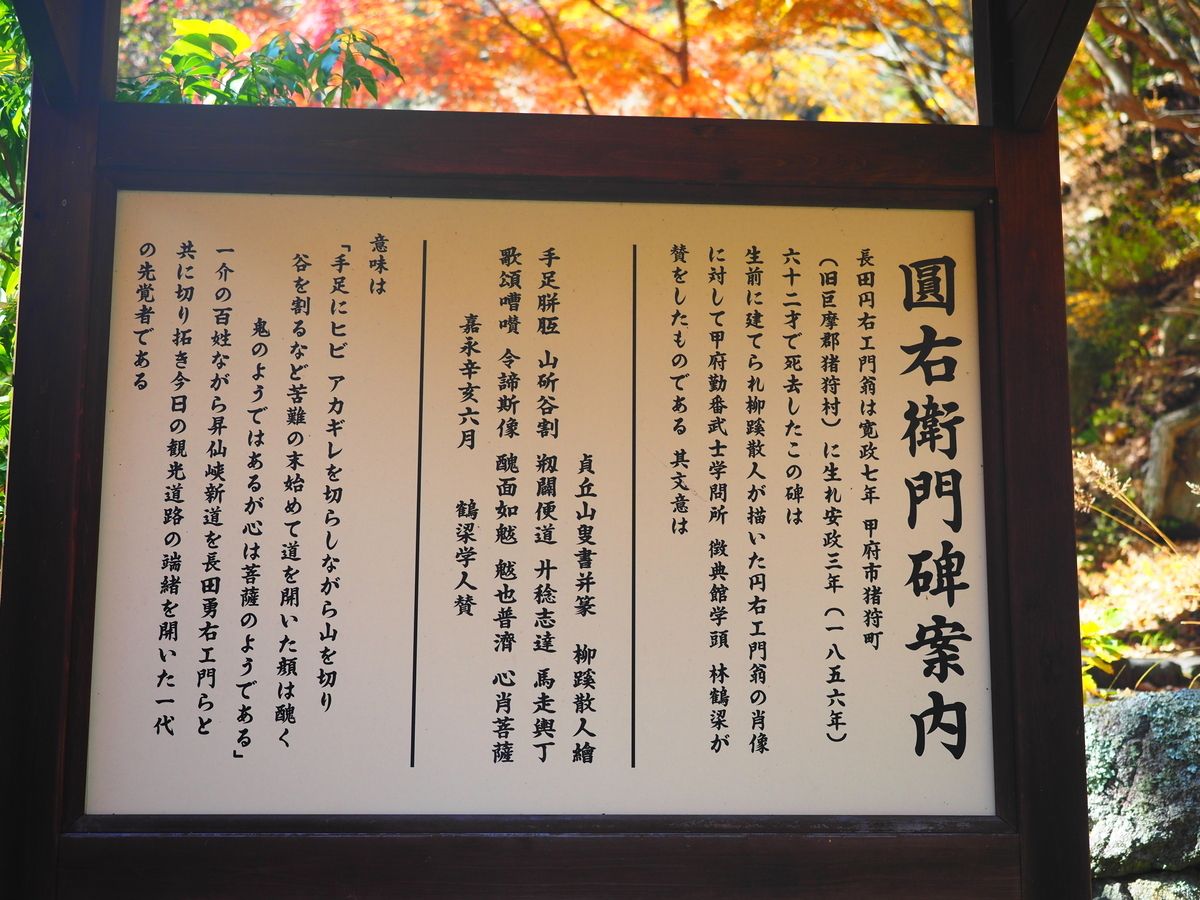 圓右衛門碑案内
長田円右エ門翁は寛政七年 甲府市猪狩町
(旧巨摩郡猪狩村)に生れ安政三年(一八五六年)
六十二才で死去したこの碑は
生前に建てられ柳蹊散人が描いた円右エ門翁の肖像
に対して甲府勤番武士学問所 徴典館学頭 林鶴梁が
賛をしたものである 其文意は
貞丘山叟書并篆 柳蹊散人繪
手足胼胝 山斫谷割 剏闢便道 廾稔志達 馬走輿丁
歌頌嘈囋 令諦斯像 醜面如魃 魃也普濟 心肖菩薩
嘉永辛亥六月 鶴梁学人賛
意味は
「手足にヒビ アカギレを切らしながら山を切り
谷を割るなど苦難の末始めて道を開いた顔は醜く
鬼のようではあるが心は菩薩のようである」
一介の百姓ながら昇仙峡新道を長田勇右エ門らと
共に切り拓き今日の観光道路の端緒を開いた一代
の先覚者である